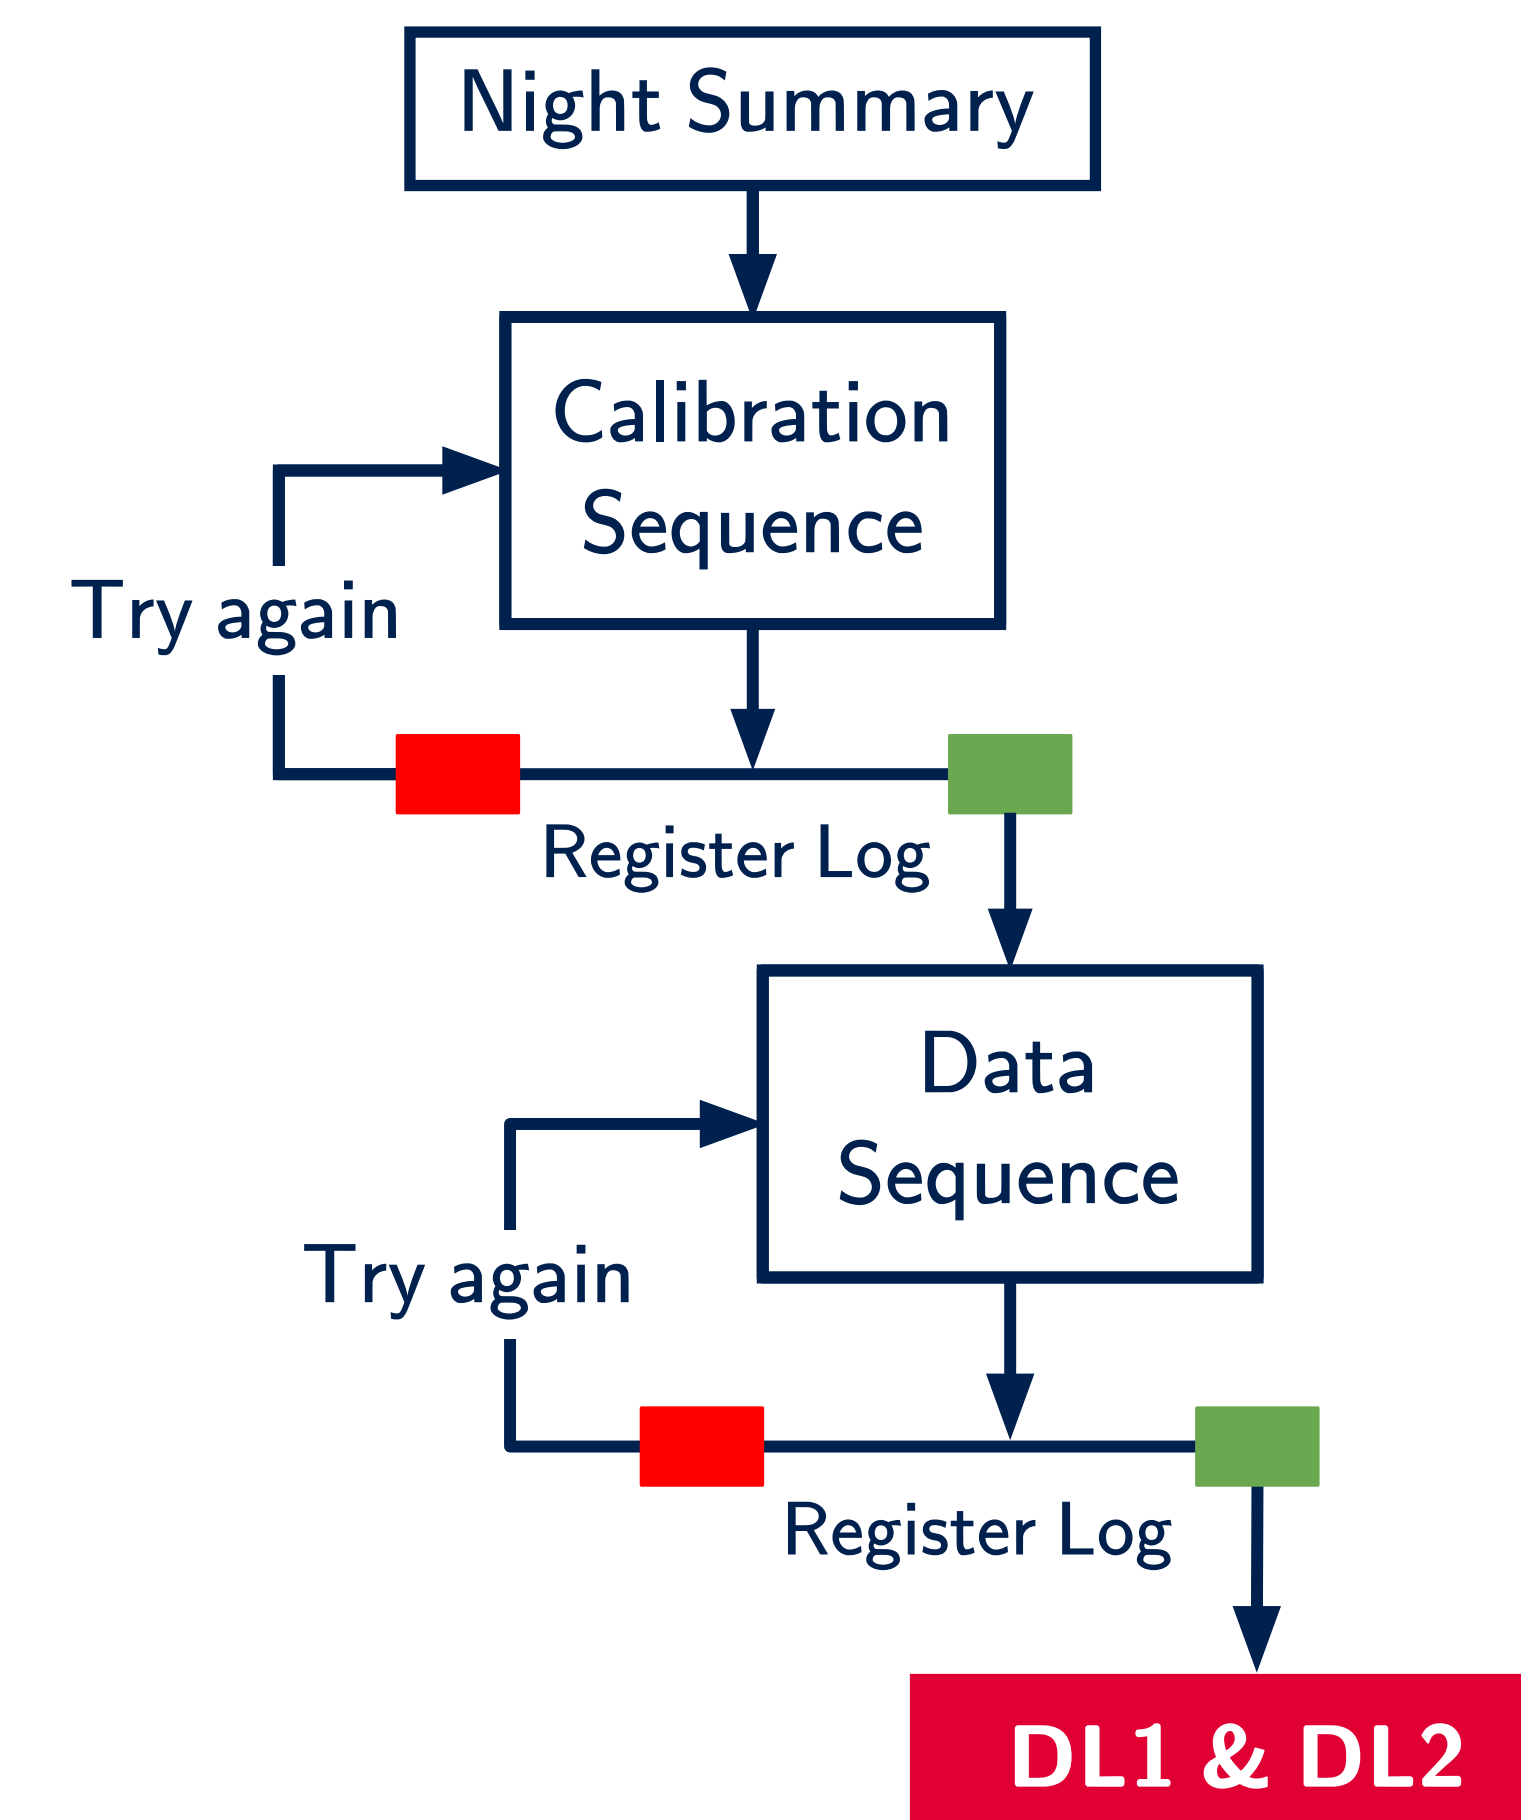 Night Summary
Calibration
Sequence
Try again
Register Log
Data
Sequence
Try again
Register Log
DL1 & DL2